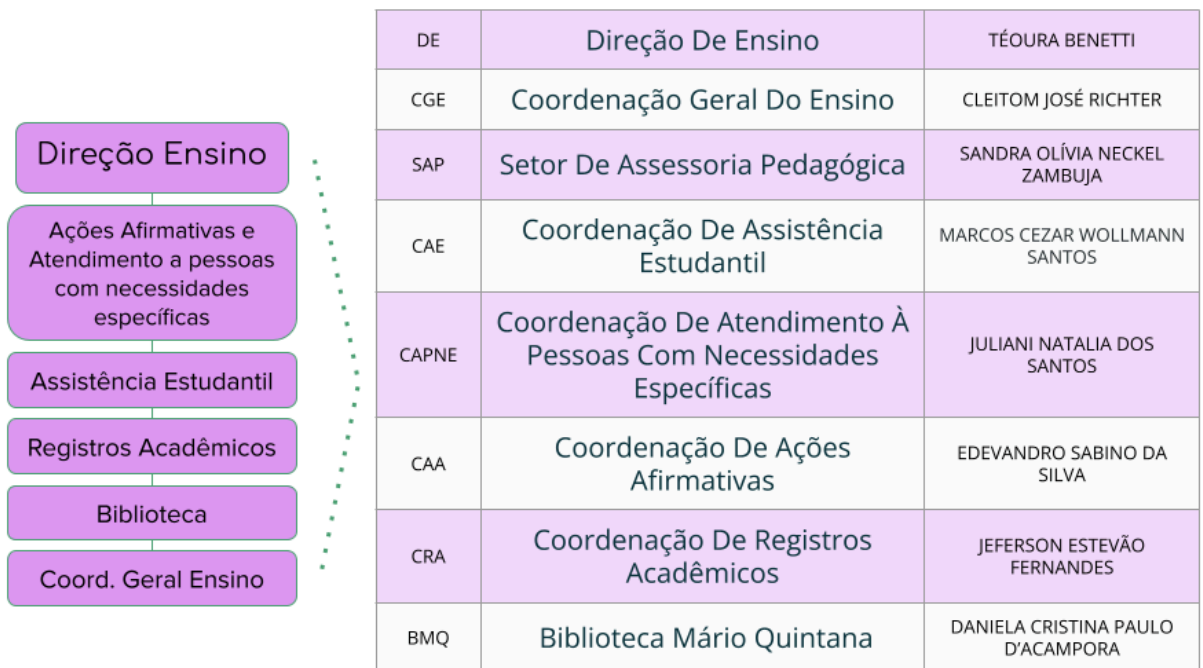 Direção Ensino
Ações Afirmativas e
Atendimento a pessoas
com necessidades
específicas
Assistência Estudantil
Registros Acadêmicos
Biblioteca
Coord. Geral Ensino
DE
Direção De Ensino
TÉOURA BENETTI
CGE
Coordenação Geral Do Ensino
CLEITOM JOSÉ RICHTER
SAP
Setor De Assessoria Pedagógica
SANDRA OLÍVIA NECKEL
ZAMBUJA
CAE
Coordenação De Assistência
Estudantil
MARCOS CEZAR WOLLMANN
SANTOS
CAPNE
Coordenação De Atendimento À
Pessoas Com Necessidades
Específicas
JULIANI NATALIA DOS
SANTOS
CAA
Coordenação De Ações
Afirmativas
EDEVANDRO SABINO DA
SILVA
CRA
Coordenação De Registros
Acadêmicos
JEFERSON ESTEVÃO
FERNANDES
BMQ
Biblioteca Mário Quintana
DANIELA CRISTINA PAULO
D'ACAMPORA